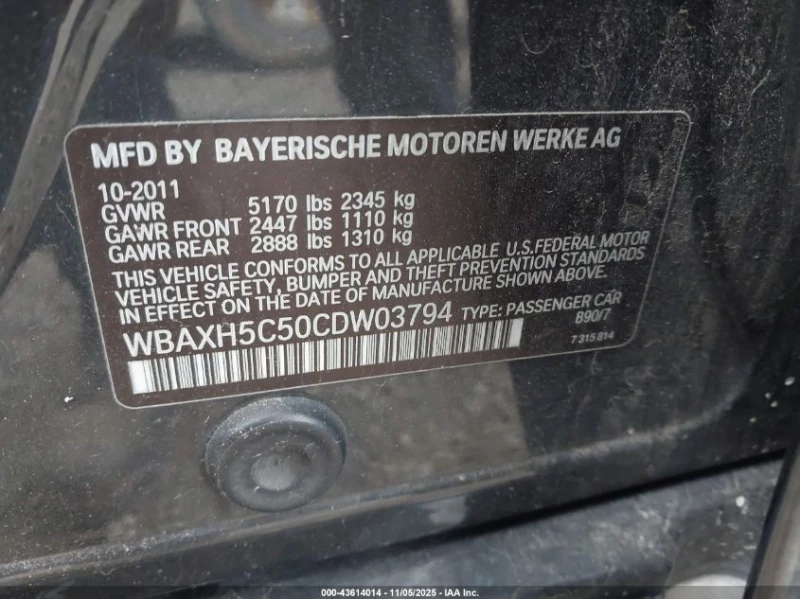 MFD BY BAYERISCHE MOTOREN WERKE AG
10-2011
GVWR 5170 lbs 2345 kg
GAWR FRONT 2447 lbs 1110 kg
GAWR REAR 2888 lbs 1310 kg
THIS VEHICLE CONFORMS TO ALL APPLICABLE U.S. FEDERAL MOTOR
VEHICLE SAFETY, BUMPER AND THEFT PREVENTION STANDARDS
IN EFFECT ON THE DATE OF MANUFACTURE SHOWN ABOVE.
WBAXH5C50CDW03794 TYPE: PASSENGER CAR
B90/7
7315814
000-43614014 - 11/05/2025 - IAA Inc.